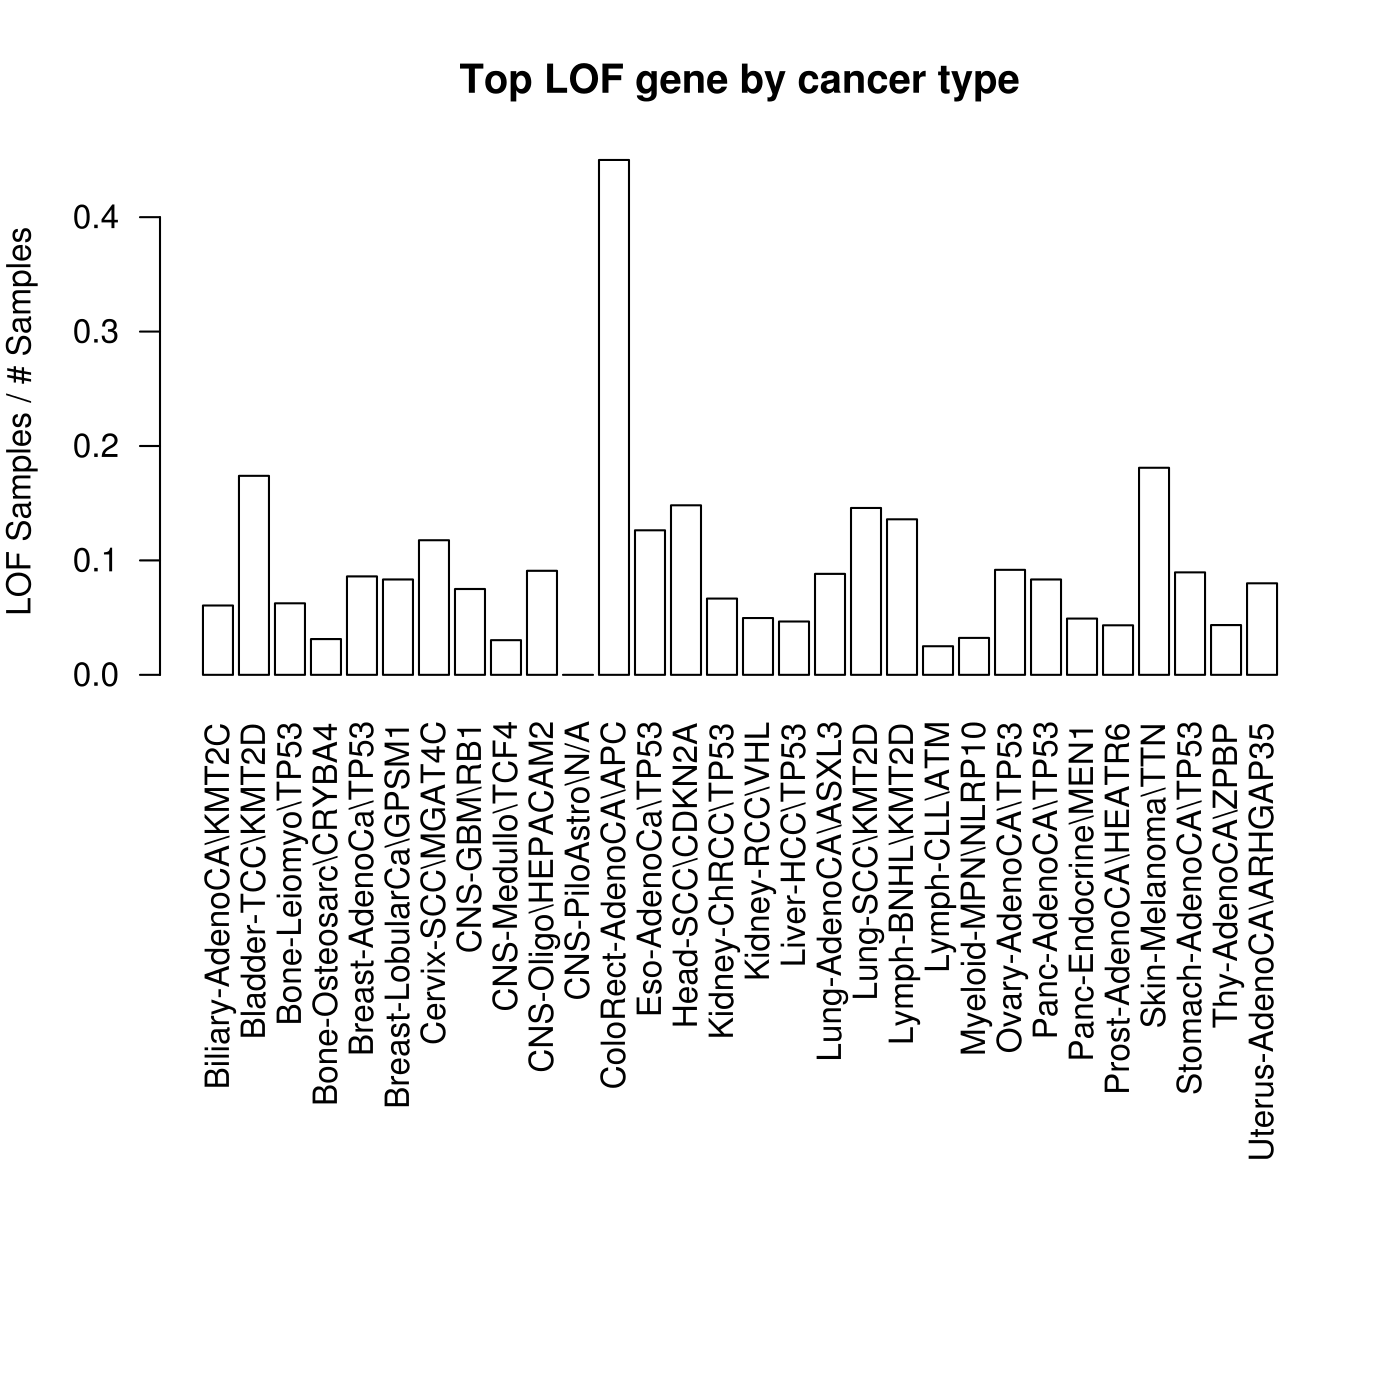 Top LOF gene by cancer type
LOF Samples / # Samples
0.4
0.3
0.2
0.1
0.0
Biliary-AdenoCA\KMT2C
Bladder-TCC\KMT2D
Bone-Leiomyo\TP53
Bone-Osteosarc\CRYBA4
Breast-AdenoCa\TP53
Breast-LobularCa\GPSM1
Cervix-SCC\MGAT4C
CNS-GBM\RB1
CNS-Medullo\TCF4
CNS-Oligo\HEPACAM2
CNS-PiloAstro\N/A
ColoRect-AdenoCA\APC
Eso-AdenoCa\TP53
Head-SCC\CDKN2A
Kidney-ChRCC\TP53
Kidney-RCC\VHL
Liver-HCC\TP53
Lung-AdenoCA\ASXL3
Lung-SCC\KMT2D
Lymph-BNHL\KMT2D
Lymph-CLL\ATM
Myeloid-MPN\NLRP10
Ovary-AdenoCA\TP53
Panc-AdenoCA\TP53
Panc-Endocrine\MEN1
Prost-AdenoCA\HEATR6
Skin-Melanoma\TTN
Stomach-AdenoCA\TP53
Thy-AdenoCA\ZPBP
Uterus-AdenoCA\ARHGAP35